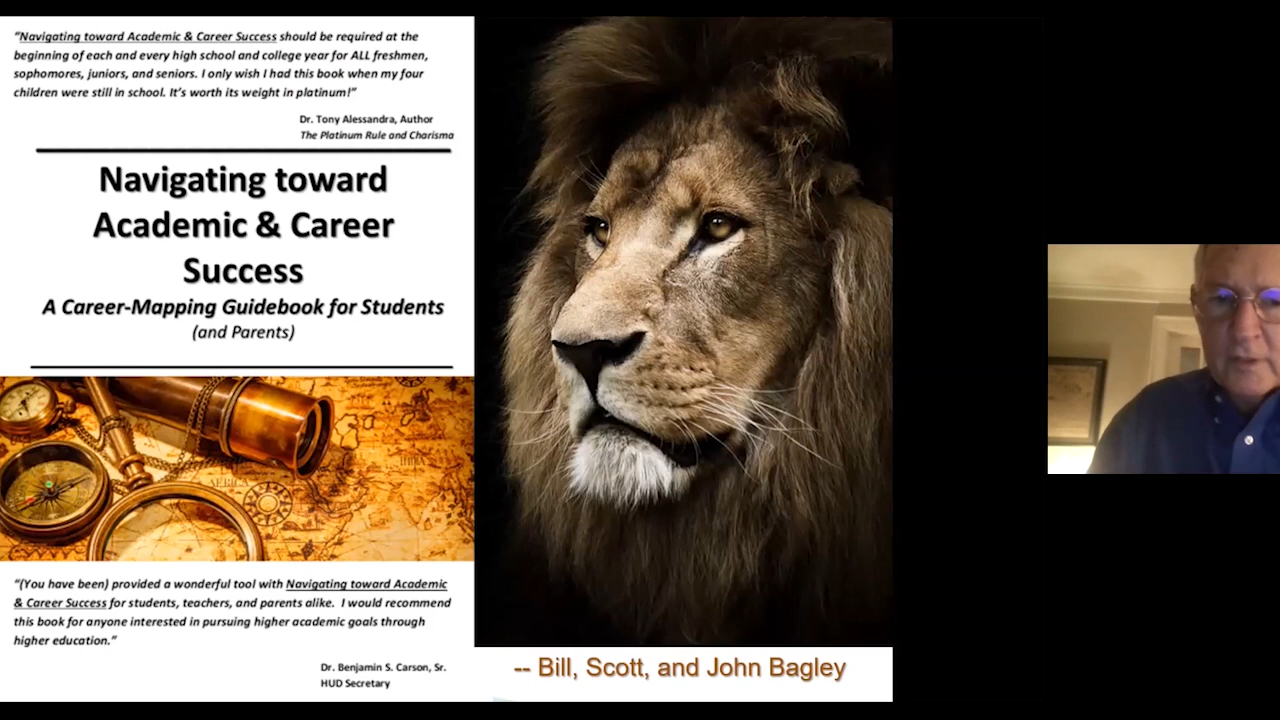 “Navigating toward Academic & Career Success should be required at the
beginning of each and every high school and college year for ALL freshmen,
sophomores, juniors, and seniors. I only wish I had this book when my four
children were still in school. It’s worth its weight in platinum!”
Dr. Tony Alessandra, Author
The Platinum Rule and Charisma
Navigating toward
Academic & Career
Success
A Career-Mapping Guidebook for Students
(and Parents)
“(You have been) provided a wonderful tool with Navigating toward Academic
& Career Success for students, teachers, and parents alike. I would recommend
this book for anyone interested in pursuing higher academic goals through
higher education.”
Dr. Benjamin S. Carson, Sr.
HUD Secretary
-- Bill, Scott, and John Bagley